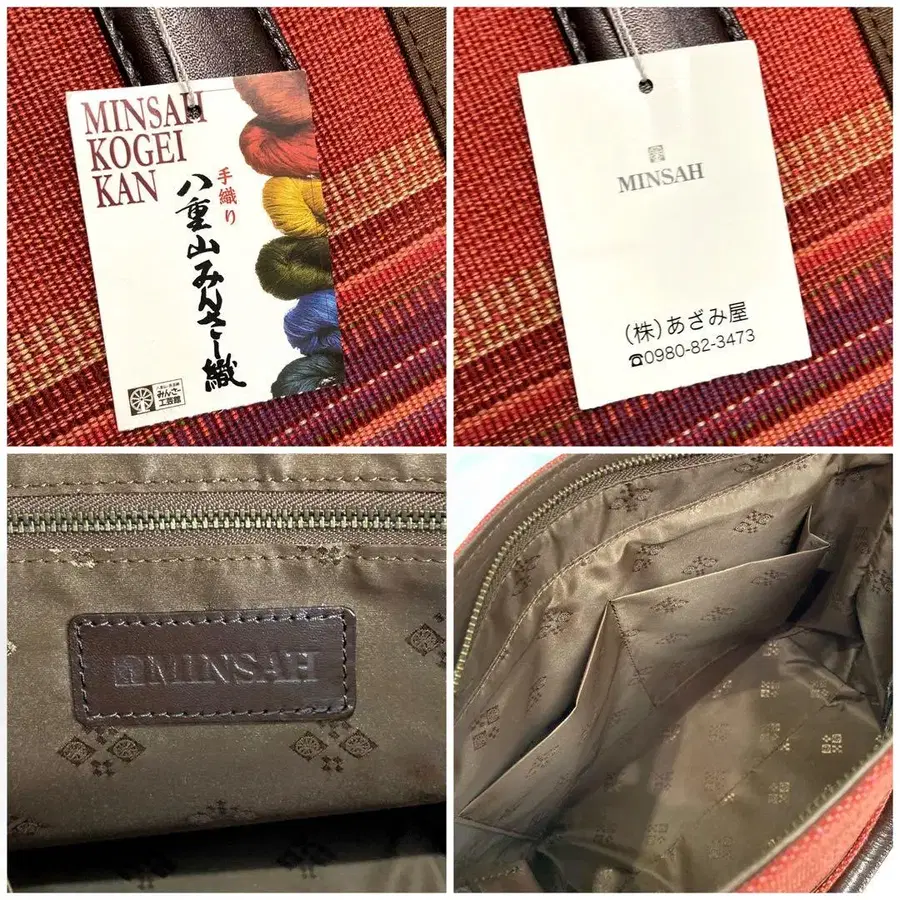 MINSAH
KOGEI
KAN
手織り
八重山みんさー織
みんさー
工芸館
MINSAH
(株)あざみ屋
☎0980-82-3473
MINSAH